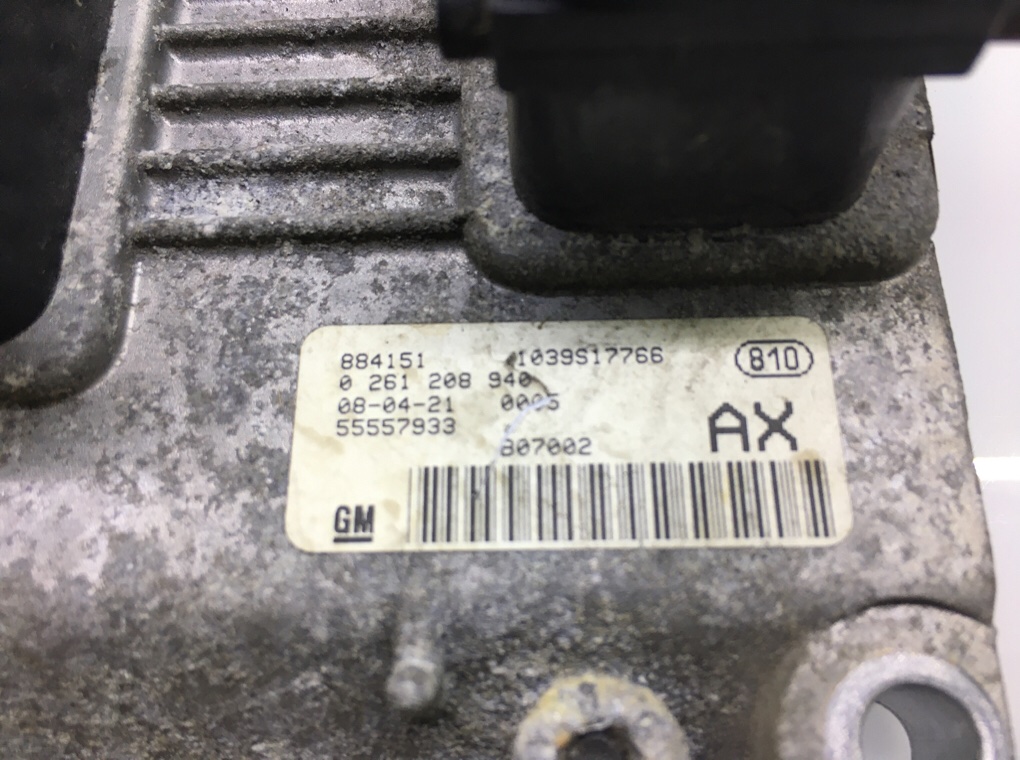 884151 1039S17766 810
0 261 208 940
08-04-21 0005
55557933 AX
807002
GM